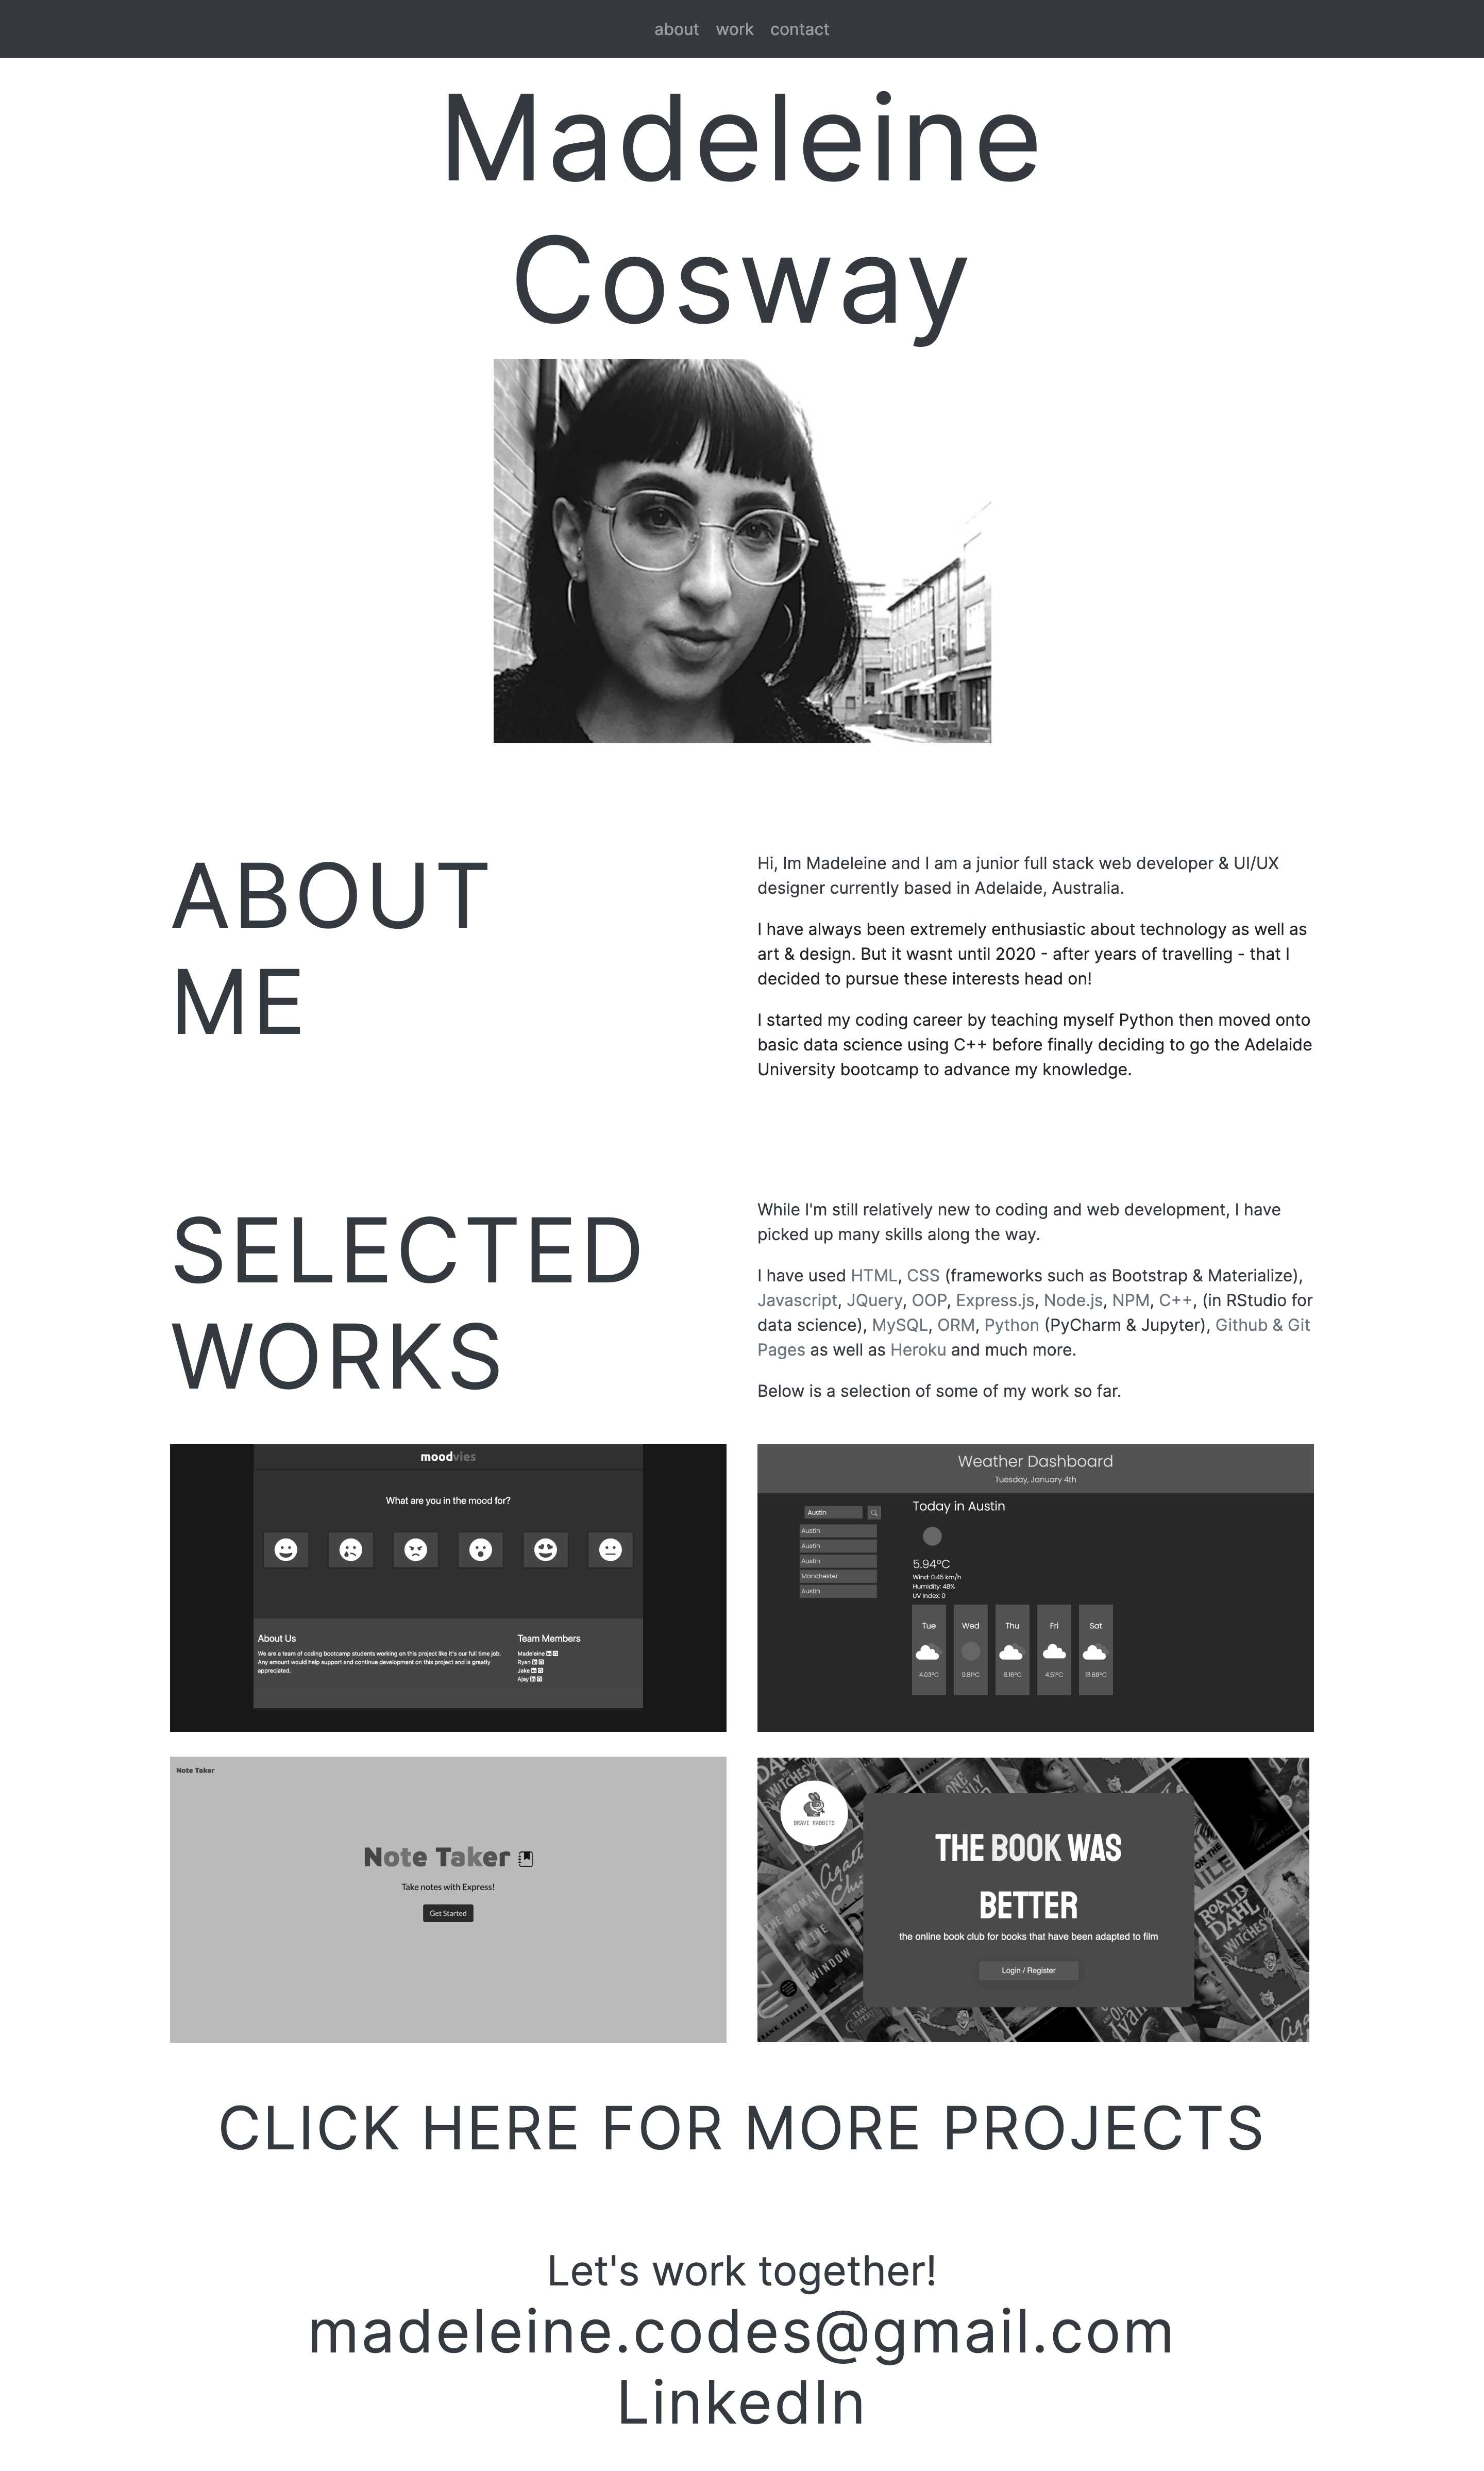 about work contact
Madeleine
Cosway
ABOUT
ME
Hi, Im Madeleine and I am a junior full stack web developer & UI/UX
designer currently based in Adelaide, Australia.
I have always been extremely enthusiastic about technology as well as
art & design. But it wasnt until 2020 - after years of travelling - that I
decided to pursue these interests head on!
I started my coding career by teaching myself Python then moved onto
basic data science using C++ before finally deciding to go the Adelaide
University bootcamp to advance my knowledge.
SELECTED
WORKS
While I'm still relatively new to coding and web development, I have
picked up many skills along the way.
I have used HTML, CSS (frameworks such as Bootstrap & Materialize),
Javascript, JQuery, OOP, Express.js, Node.js, NPM, C++, (in RStudio for
data science), MySQL, ORM, Python (PyCharm & Jupyter), Github & Git
Pages as well as Heroku and much more.
Below is a selection of some of my work so far.
moodvies
What are you in the mood for?
About Us
We are a team of coding bootcamp students working on this project like it's our full time job.
Any amount would help support and continue development on this project and is greatly
appreciated.
Team Members
Madeleine
Ryan
Jake
Ajay
Weather Dashboard
Tuesday, January 4th
Austin
Austin
Austin
Austin
Manchester
Austin
Today in Austin
5.94°C
Wind: 0.45 km/h
Humidity: 48%
UV Index: 0
Tue Wed Thu Fri Sat
4.03°C 9.81°C 8.16°C 4.51°C 13.68°C
Note Taker
Note Taker
Take notes with Express!
Get Started
BRAVE RABBITS
THE BOOK WAS
BETTER
the online book club for books that have been adapted to film
Login / Register
THE WOMAN
IN THE
WINDOW
ROALD
DAHL
THE WITCHES
CLICK HERE FOR MORE PROJECTS
Let's work together!
madeleine.codes@gmail.com
LinkedIn